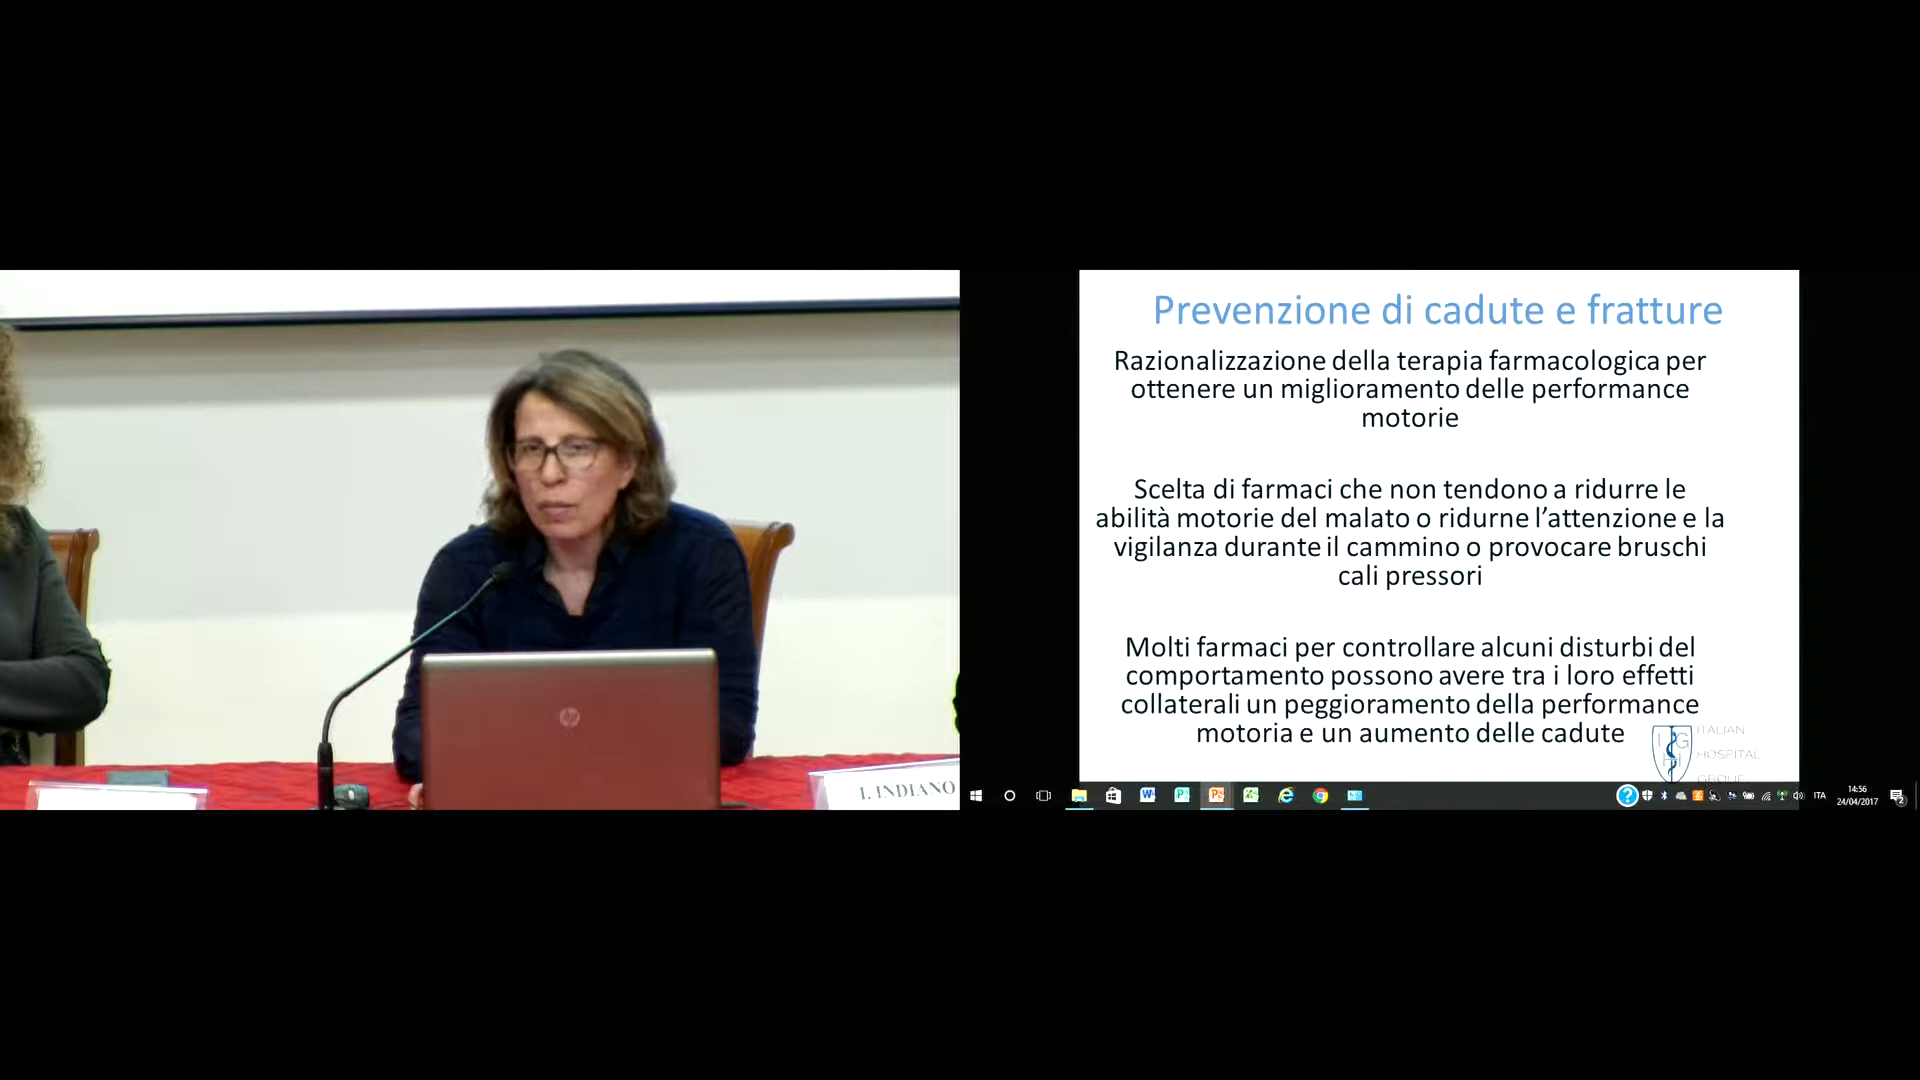 Prevenzione di cadute e fratture
Razionalizzazione della terapia farmacologica per
ottenere un miglioramento delle performance
motorie
Scelta di farmaci che non tendono a ridurre le
abilità motorie del malato o ridurne l’attenzione e la
vigilanza durante il cammino o provocare bruschi
cali pressori
Molti farmaci per controllare alcuni disturbi del
comportamento possono avere tra i loro effetti
collaterali un peggioramento della performance
motoria e un aumento delle cadute
ITALIAN
HOSPITAL
GROUP
I. INDIANO
hp
ITA
14:56
24/04/2017
2